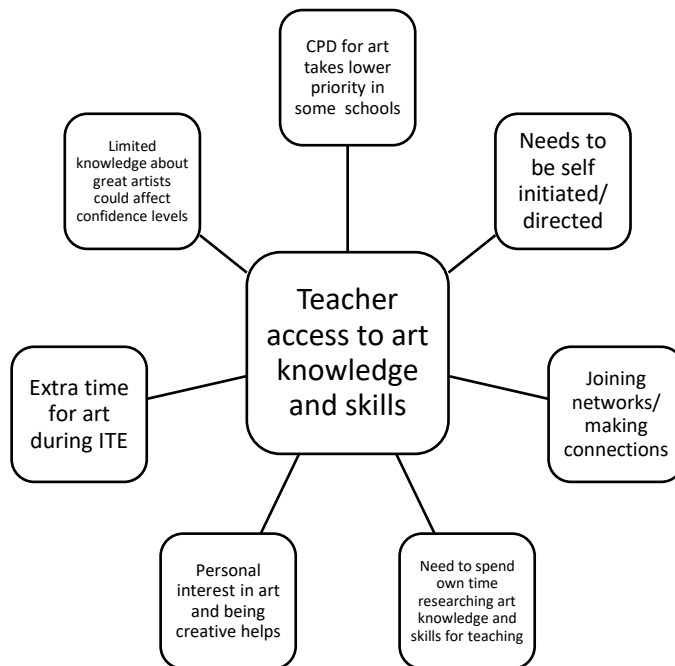 CPD for art
takes lower
priority in
some schools
Needs to
be self
initiated/
directed
Joining
networks/
making
connections
Need to spend
own time
researching art
knowledge and
skills for teaching
Personal
interest in art
and being
creative helps
Extra time
for art
during ITE
Limited
knowledge about
great artists
could affect
confidence levels
Teacher
access to art
knowledge
and skills